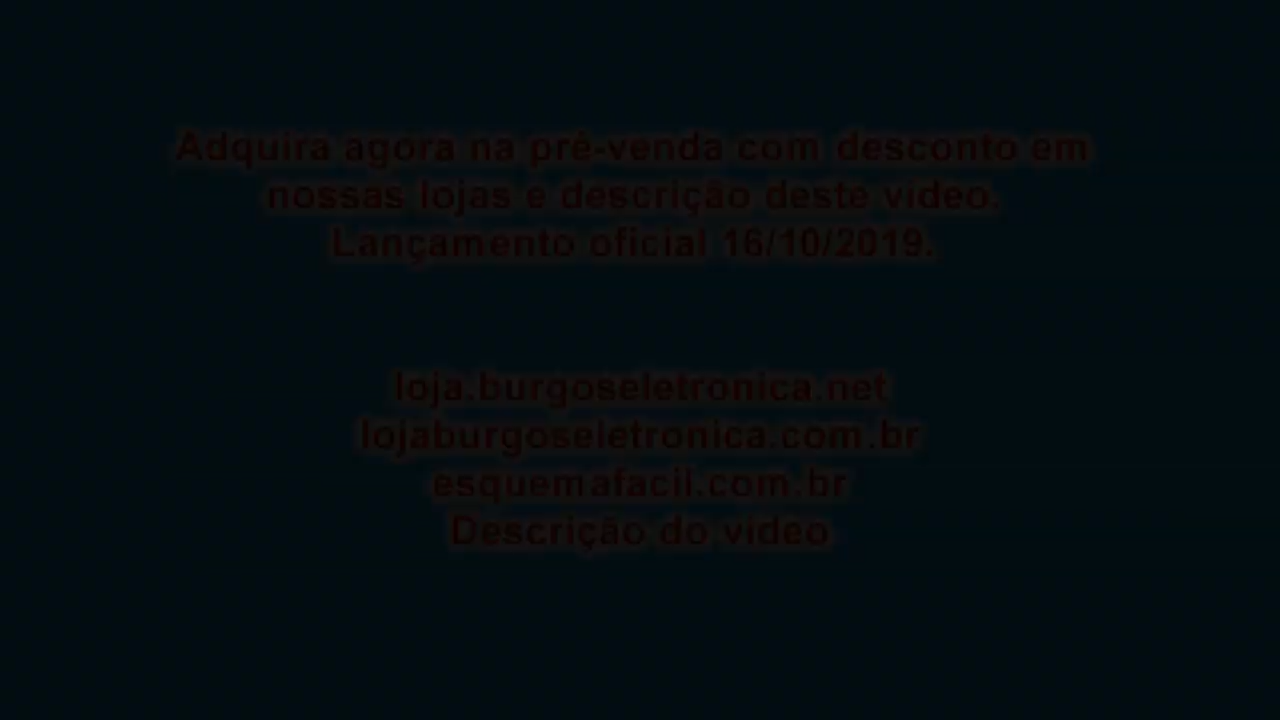 Adquira agora na pré-venda com desconto em
nossas lojas e descrição deste vídeo.
Lançamento oficial 16/10/2019.
loja.burgoseletronica.net
lojaburgoseletronica.com.br
esquemafacil.com.br
Descrição do vídeo